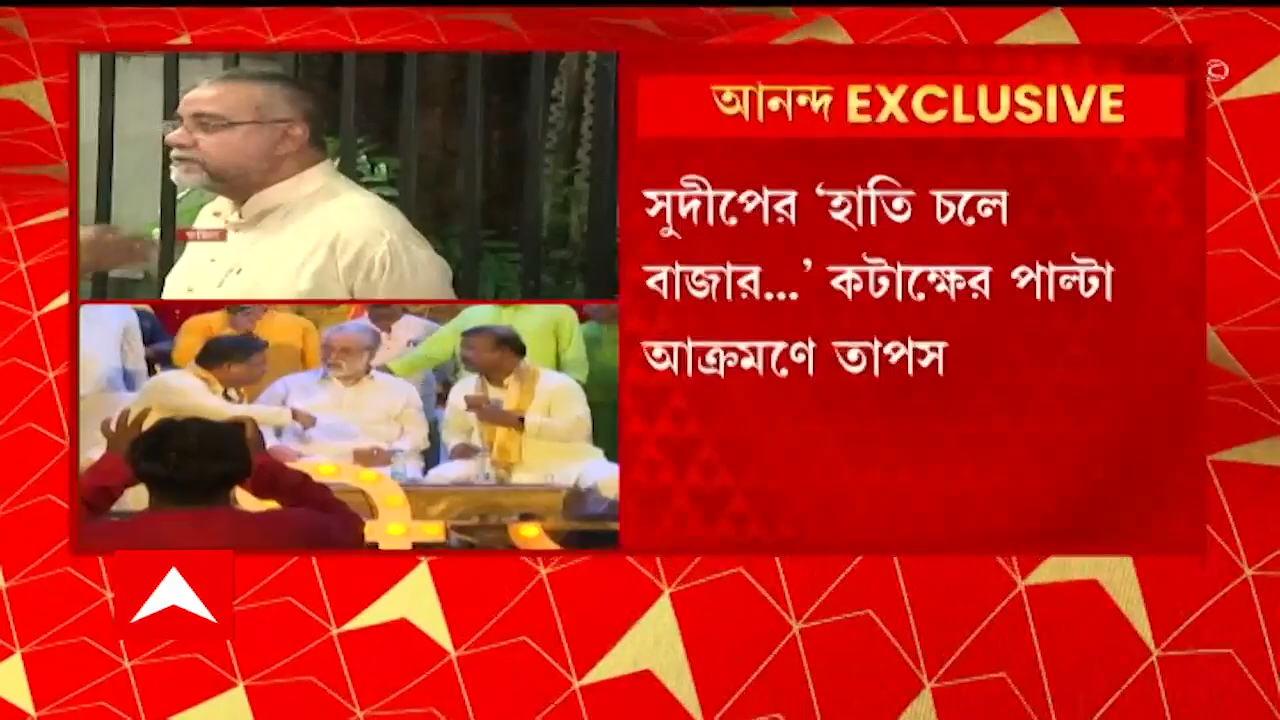 আনন্দ EXCLUSIVE
সুদীপের ‘হাতি চলে
বাজার...’ কটাক্ষের পাল্টা
আক্রমণে তাপস